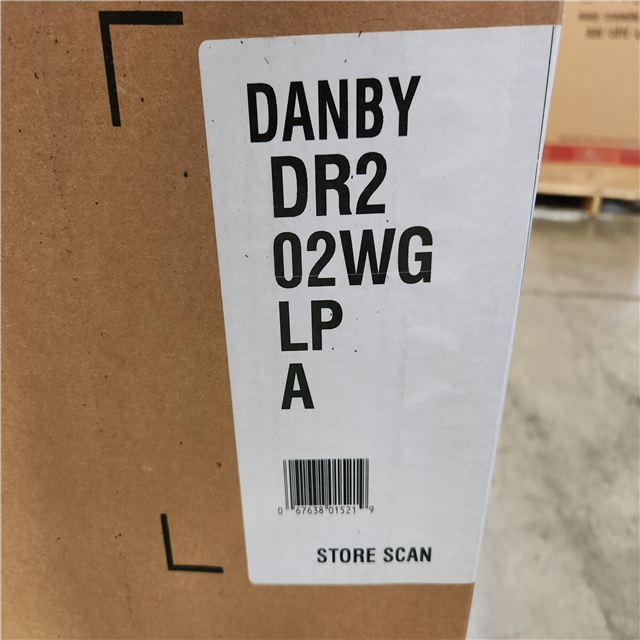 DANBY
DR2
02WG
LP
A
0 67638 01521 9
STORE SCAN